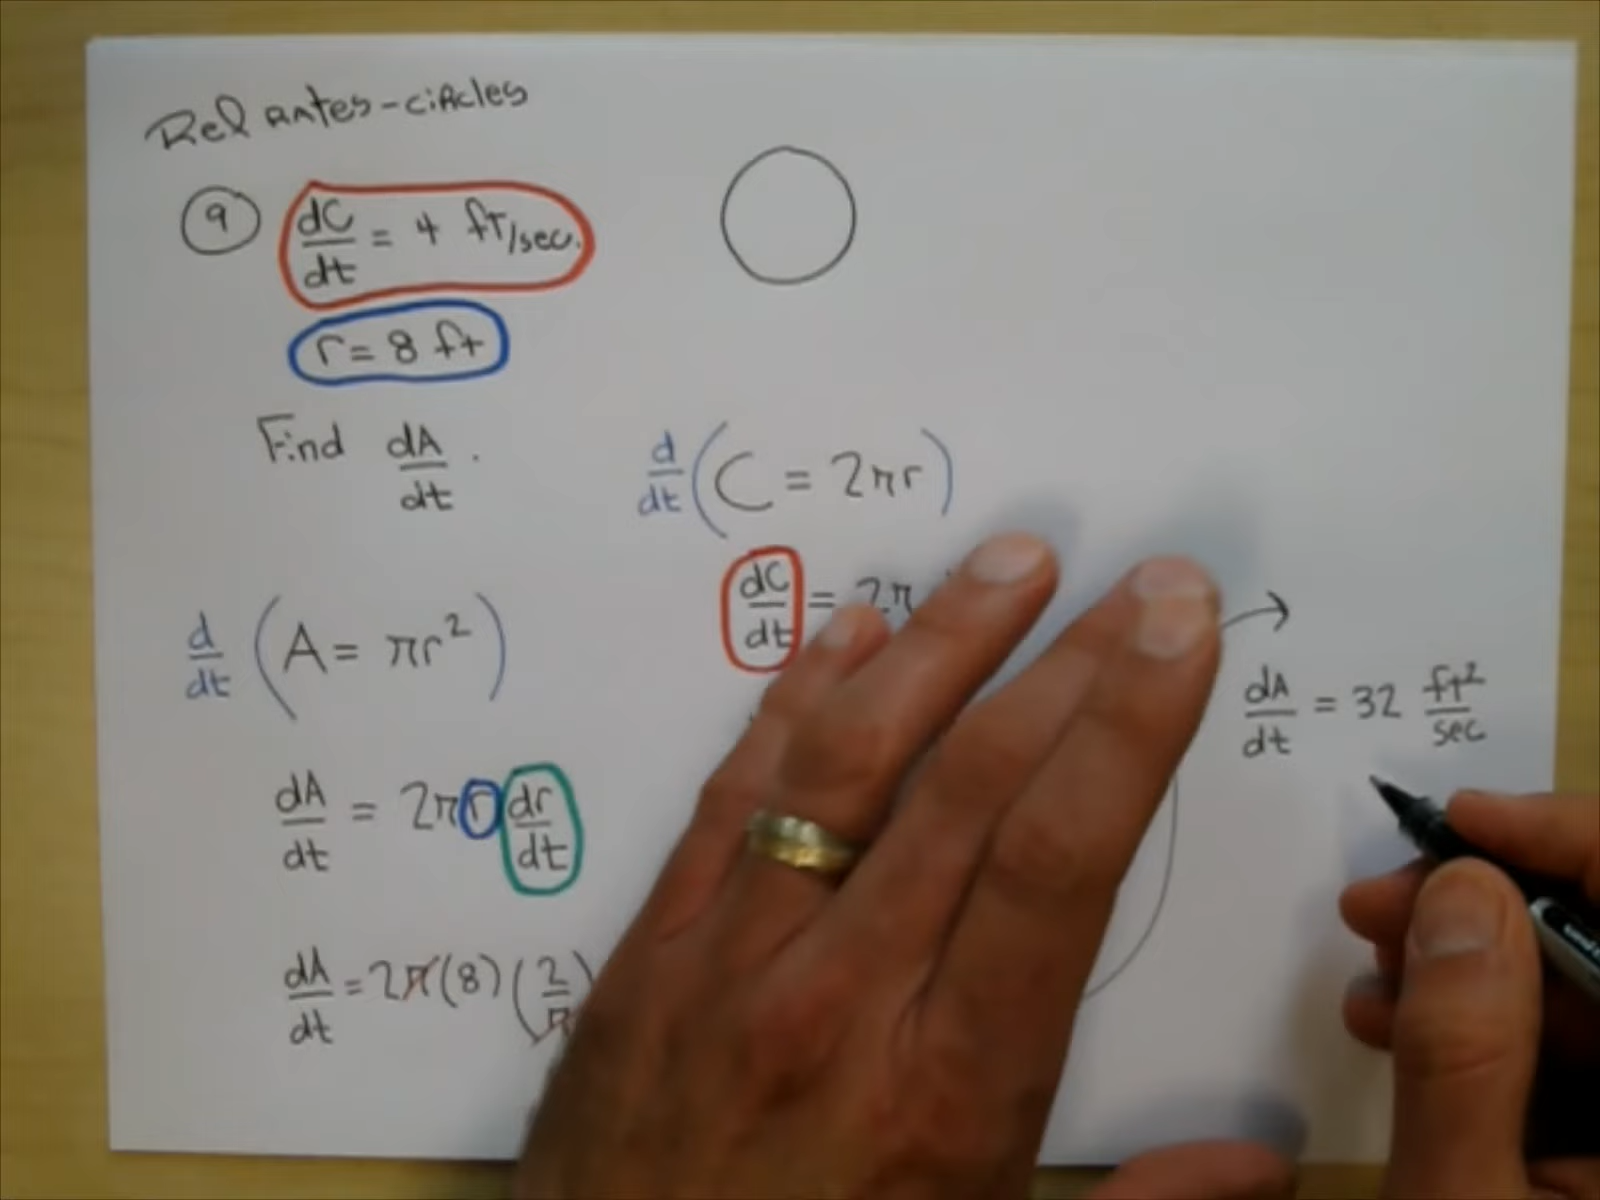 Rel Rates-circles
9 dC/dt = 4 ft/sec.
r = 8 ft
Find dA/dt.
d/dt (C = 2πr)
dC/dt = 2π
d/dt (A = πr²)
dA/dt = 2πr dr/dt
dA/dt = 2π(8)(2/π)
dA/dt = 32 ft²/sec